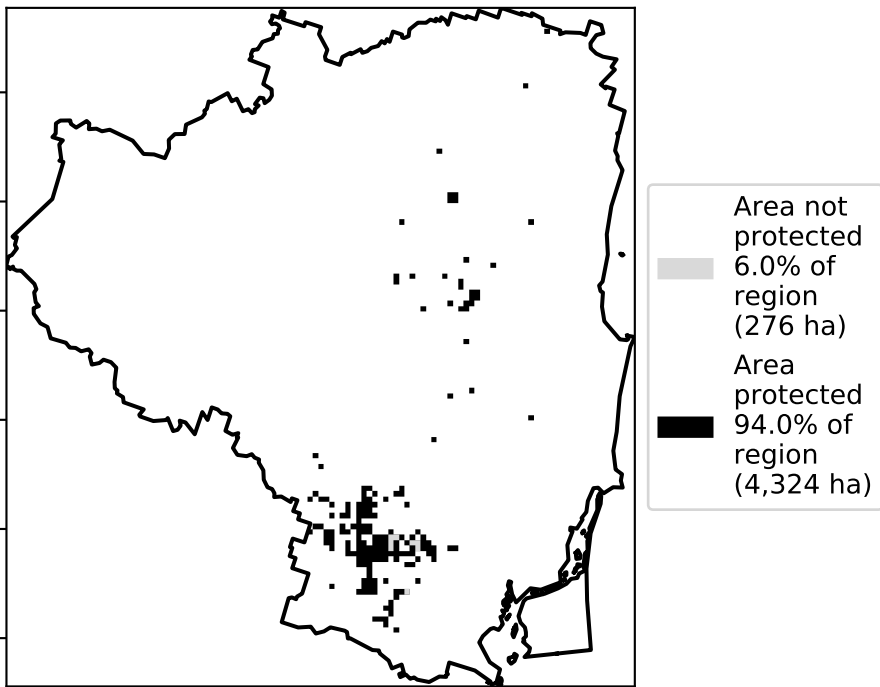 Area not
protected
6.0% of
region
(276 ha)
Area
protected
94.0% of
region
(4,324 ha)